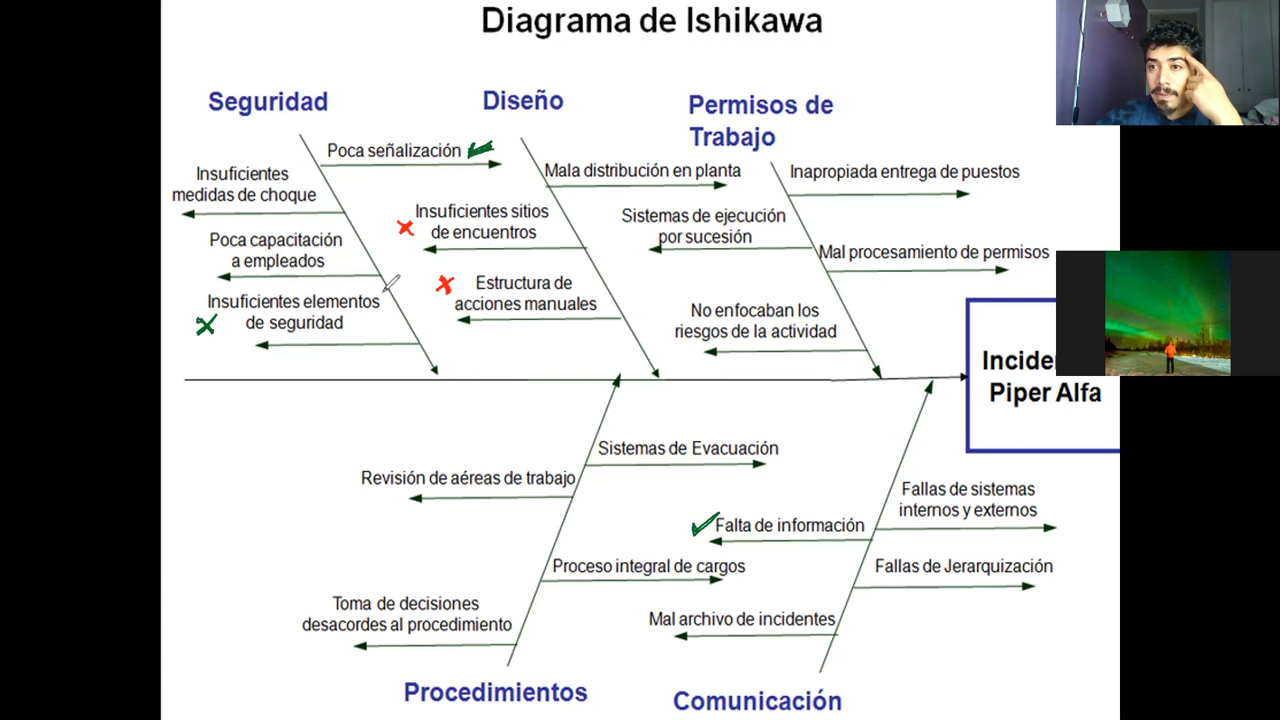 Diagrama de Ishikawa
Seguridad
Diseño
Permisos de
Trabajo
Poca señalización
Insuficientes
medidas de choque
Poca capacitación
a empleados
Insuficientes elementos
de seguridad
Mala distribución en planta
Insuficientes sitios
de encuentros
Estructura de
acciones manuales
Inapropiada entrega de puestos
Sistemas de ejecución
por sucesión
Mal procesamiento de permisos
No enfocaban los
riesgos de la actividad
Piper Alfa
Sistemas de Evacuación
Revisión de aéreas de trabajo
Proceso integral de cargos
Toma de decisiones
desacordes al procedimiento
Fallas de sistemas
internos y externos
Falta de información
Fallas de Jerarquización
Mal archivo de incidentes
Procedimientos
Comunicación